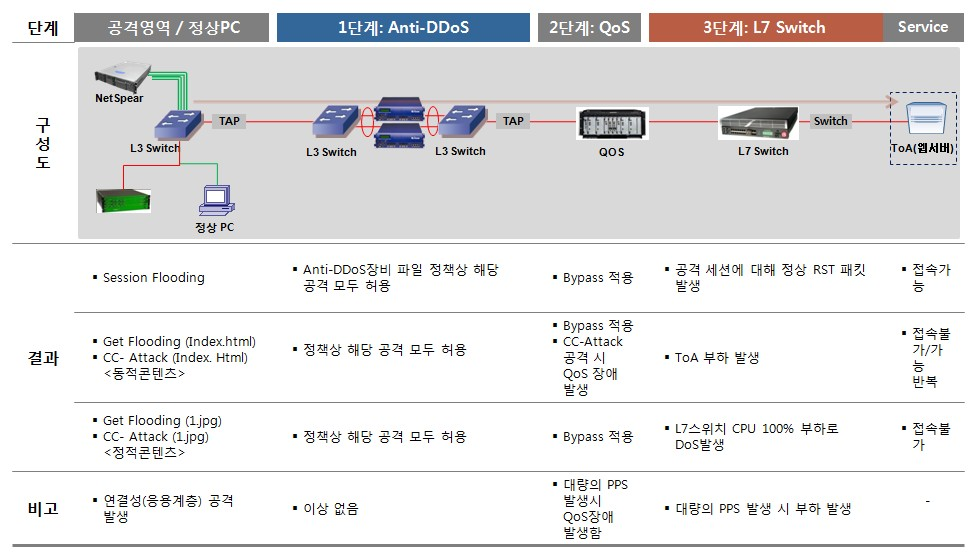 단계
공격영역 / 정상PC
1단계: Anti-DDoS
2단계: QoS
3단계: L7 Switch
Service
구
성
도
NetSpear
L3 Switch
TAP
L3 Switch
L3 Switch
TAP
QOS
L7 Switch
Switch
ToA(웹서버)
정상 PC
결과
▪ Session Flooding
▪ Anti-DDoS장비 파일 정책상 해당
공격 모두 허용
▪ Bypass 적용
▪ 공격 세션에 대해 정상 RST 패킷
발생
▪ 접속가
능
▪ Get Flooding (Index.html)
▪ CC- Attack (Index. Html)
<동적콘텐츠>
▪ 정책상 해당 공격 모두 허용
▪ Bypass 적용
▪ CC-Attack
공격 시
QoS 장애
발생
▪ ToA 부하 발생
▪ 접속불
가/가
능
반복
▪ Get Flooding (1.jpg)
▪ CC- Attack (1.jpg)
<정적콘텐츠>
▪ 정책상 해당 공격 모두 허용
▪ Bypass 적용
▪ L7스위치 CPU 100% 부하로
DoS발생
▪ 접속불
가
비고
▪ 연결성(응용계층) 공격
발생
▪ 이상 없음
▪ 대량의 PPS
발생시
QoS장애
발생함
▪ 대량의 PPS 발생 시 부하 발생
-